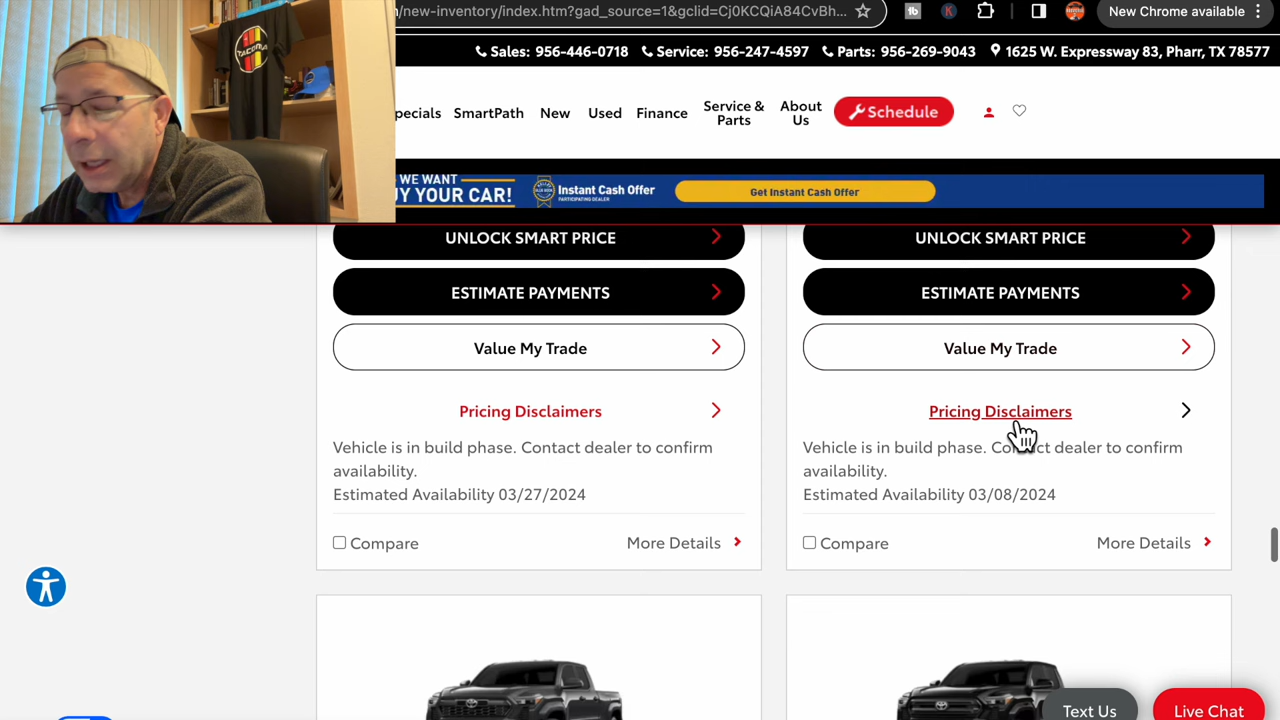 n/new-inventory/index.htm?gad_source=1&gclid=Cj0KCQiA84CvBh...
New Chrome available
Sales: 956-446-0718 Service: 956-247-4597 Parts: 956-269-9043 1625 W. Expressway 83, Pharr, TX 78577
TACOMA
pecials SmartPath New Used Finance Service & Parts About Us Schedule
WE WANT
Y YOUR CAR! Instant Cash Offer
PARTICIPATING DEALER
Get Instant Cash Offer
UNLOCK SMART PRICE
ESTIMATE PAYMENTS
Value My Trade
Pricing Disclaimers
Vehicle is in build phase. Contact dealer to confirm
availability.
Estimated Availability 03/27/2024
Compare More Details
UNLOCK SMART PRICE
ESTIMATE PAYMENTS
Value My Trade
Pricing Disclaimers
Vehicle is in build phase. Contact dealer to confirm
availability.
Estimated Availability 03/08/2024
Compare More Details
Text Us
Live Chat